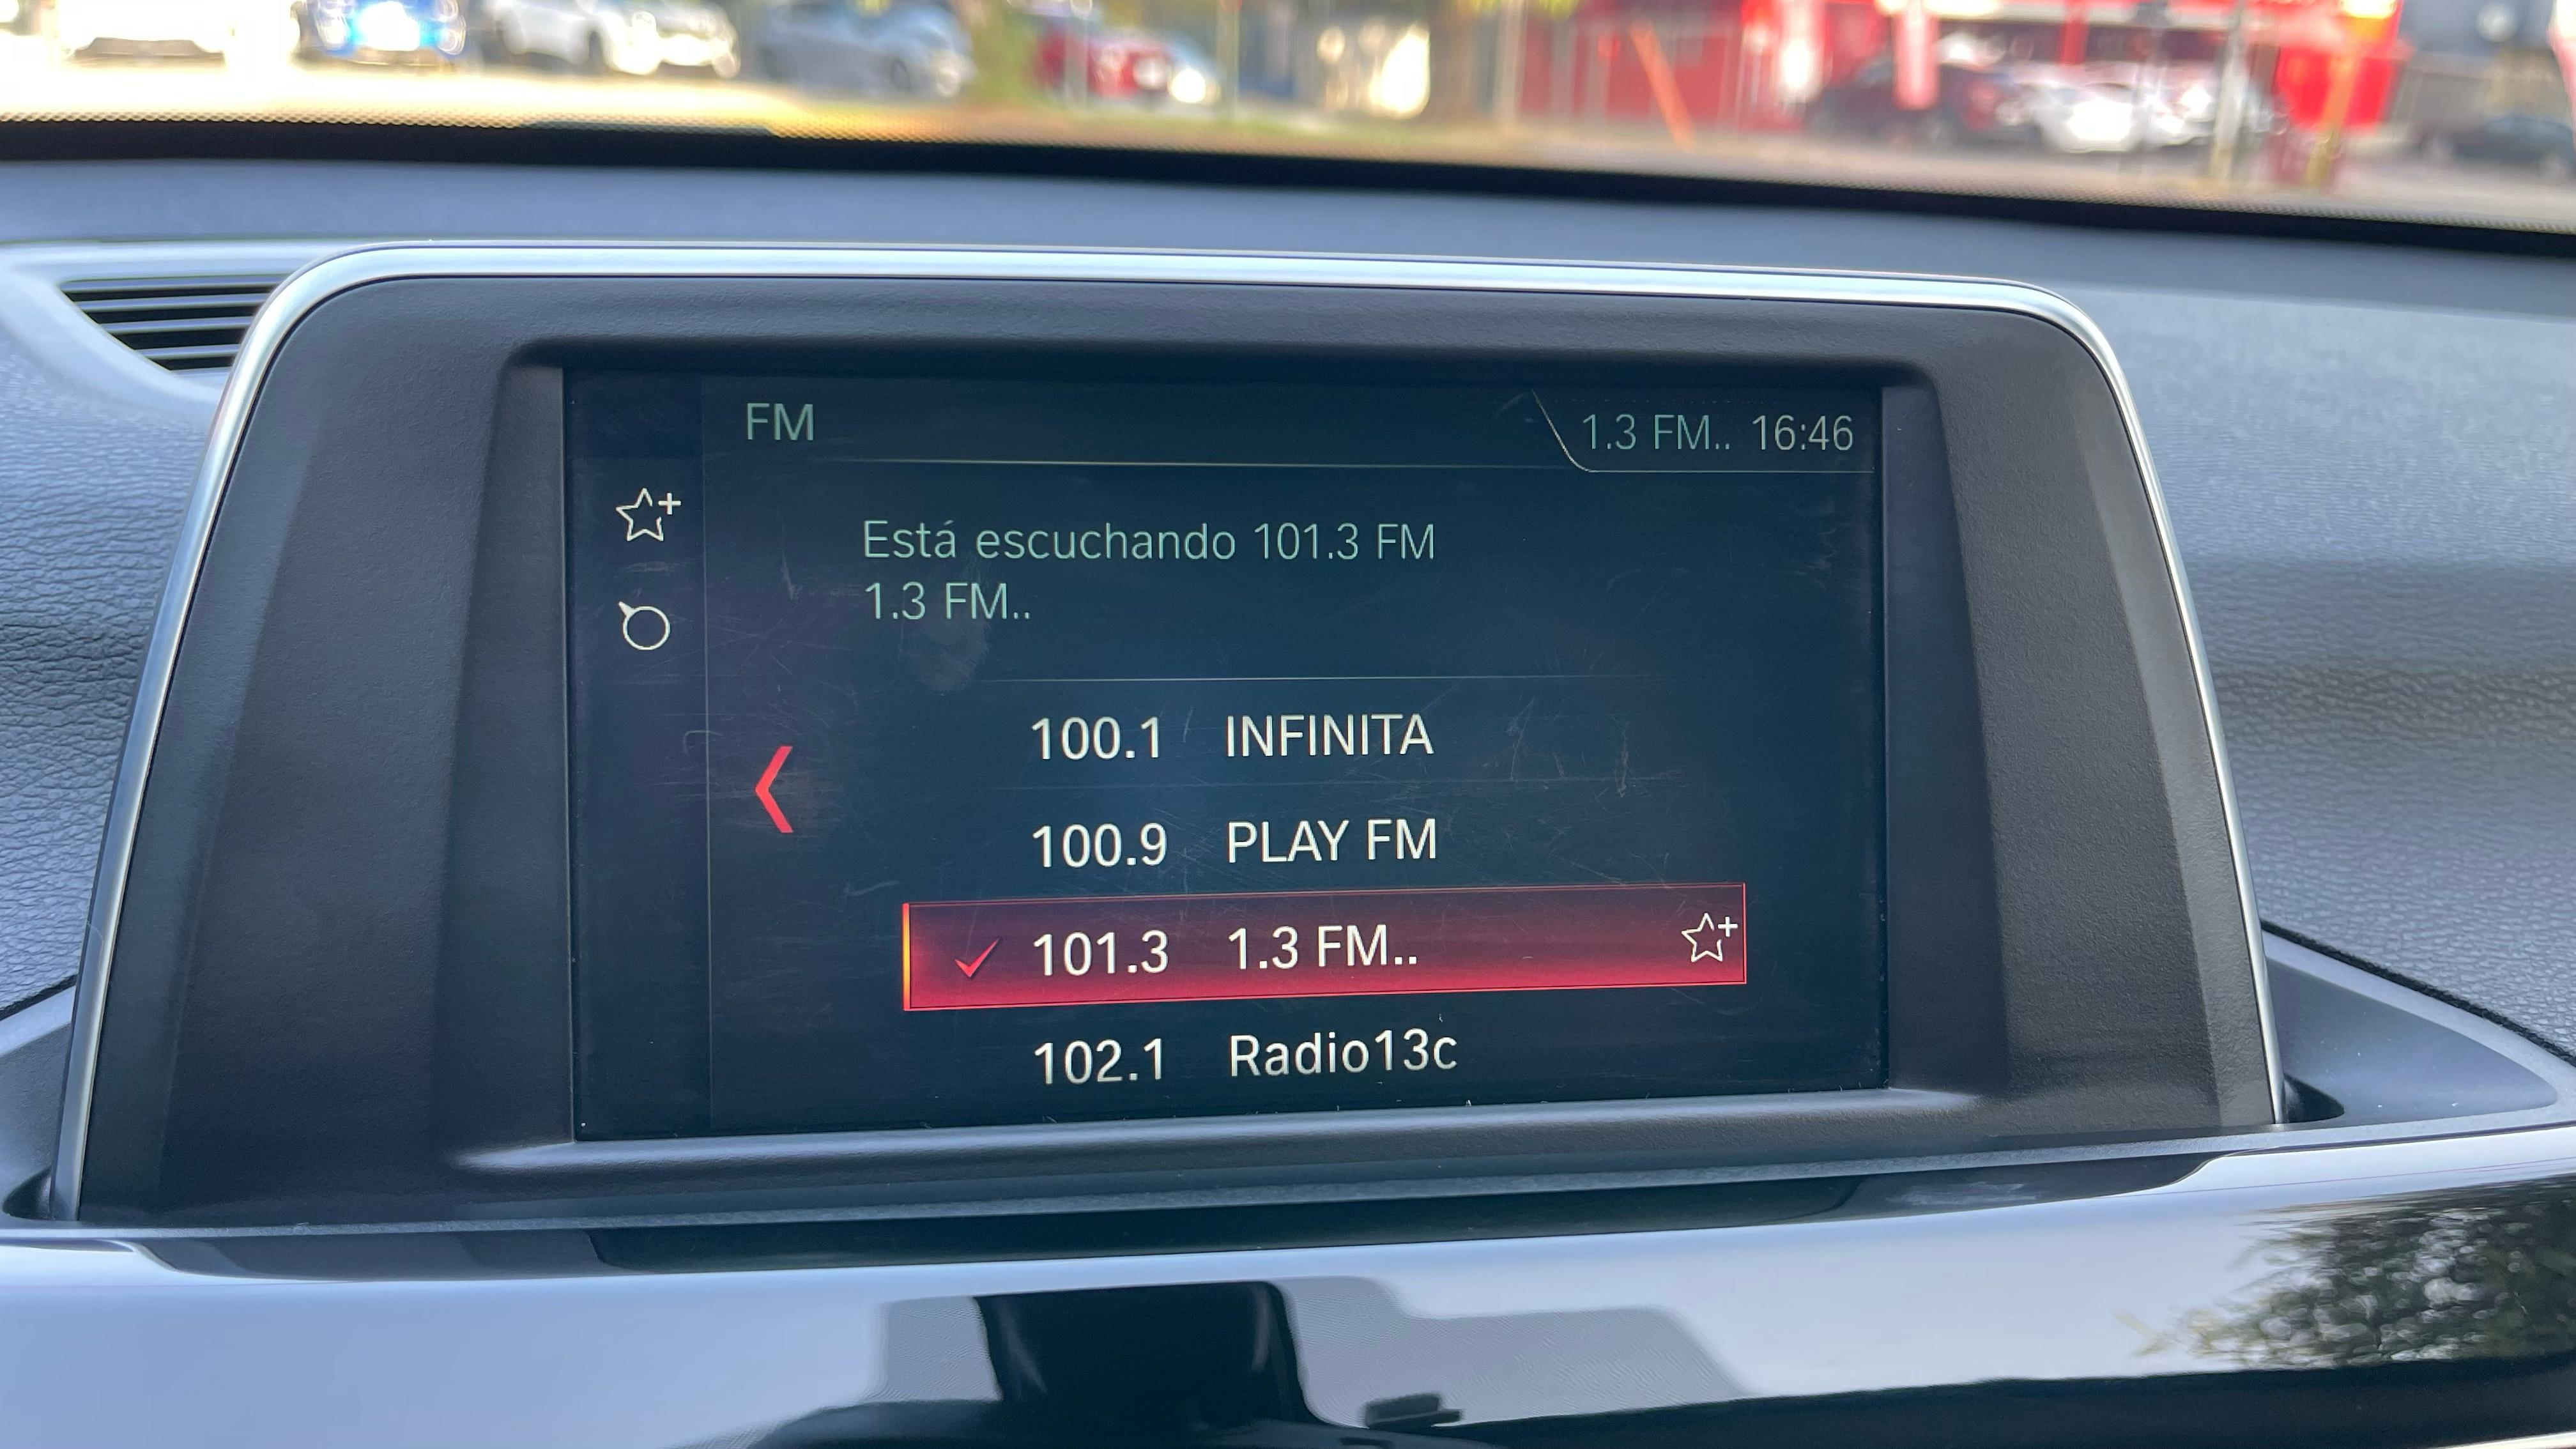 FM
1.3 FM.. 16:46
Está escuchando 101.3 FM
1.3 FM..
100.1 INFINITA
100.9 PLAY FM
101.3 1.3 FM..
102.1 Radio13c